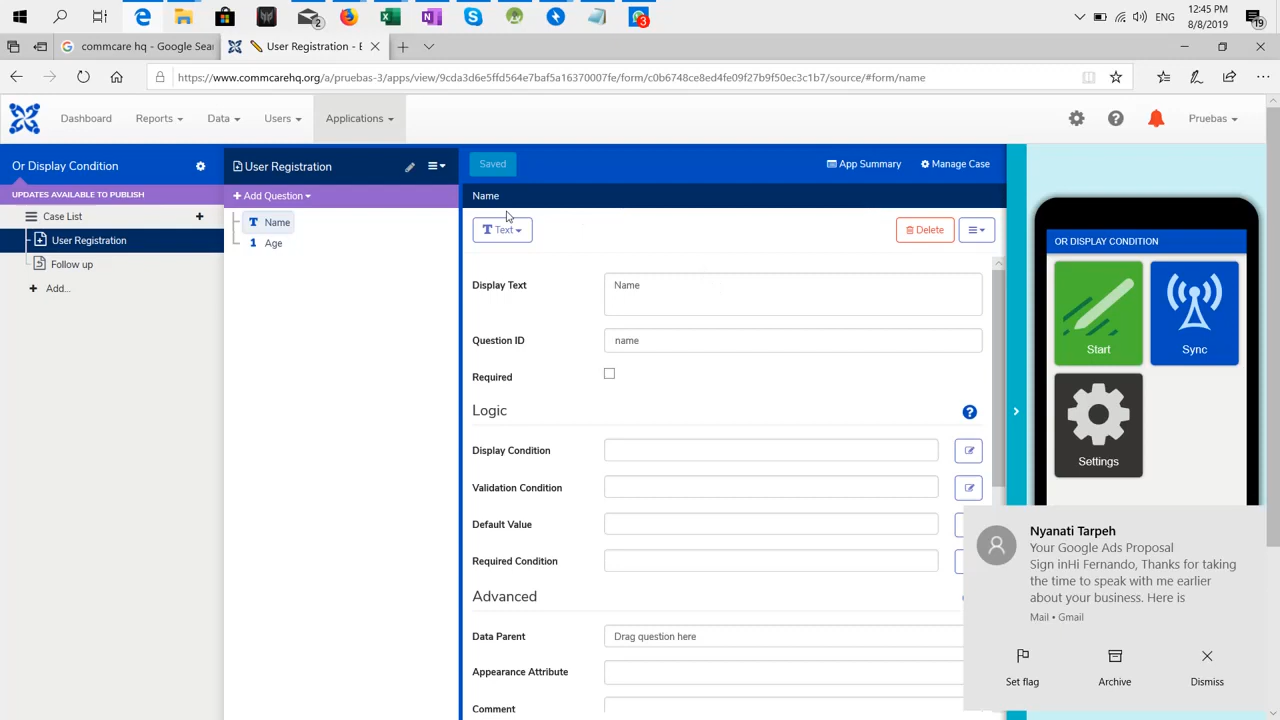 2
3
ENG
12:45 PM
8/8/2019
19
commcare hq - Google Sear
User Registration - E
https://www.commcarehq.org/a/pruebas-3/apps/view/9cda3d6e5ffd564e7baf5a16370007fe/form/c0b6748ce8ed4fe09f27b9f50ec3c1b7/source/#form/name
Dashboard
Reports
Data
Users
Applications
Pruebas
Or Display Condition
UPDATES AVAILABLE TO PUBLISH
Case List
User Registration
Follow up
Add...
User Registration
Add Question
Name
Age
Saved
App Summary
Manage Case
Name
Text
Delete
Display Text
Name
Question ID
name
Required
Logic
Display Condition
Validation Condition
Default Value
Required Condition
Advanced
Data Parent
Drag question here
Appearance Attribute
Comment
OR DISPLAY CONDITION
Start
Sync
Settings
Nyanati Tarpeh
Your Google Ads Proposal
Sign inHi Fernando, Thanks for taking
the time to speak with me earlier
about your business. Here is
Mail • Gmail
Set flag
Archive
Dismiss